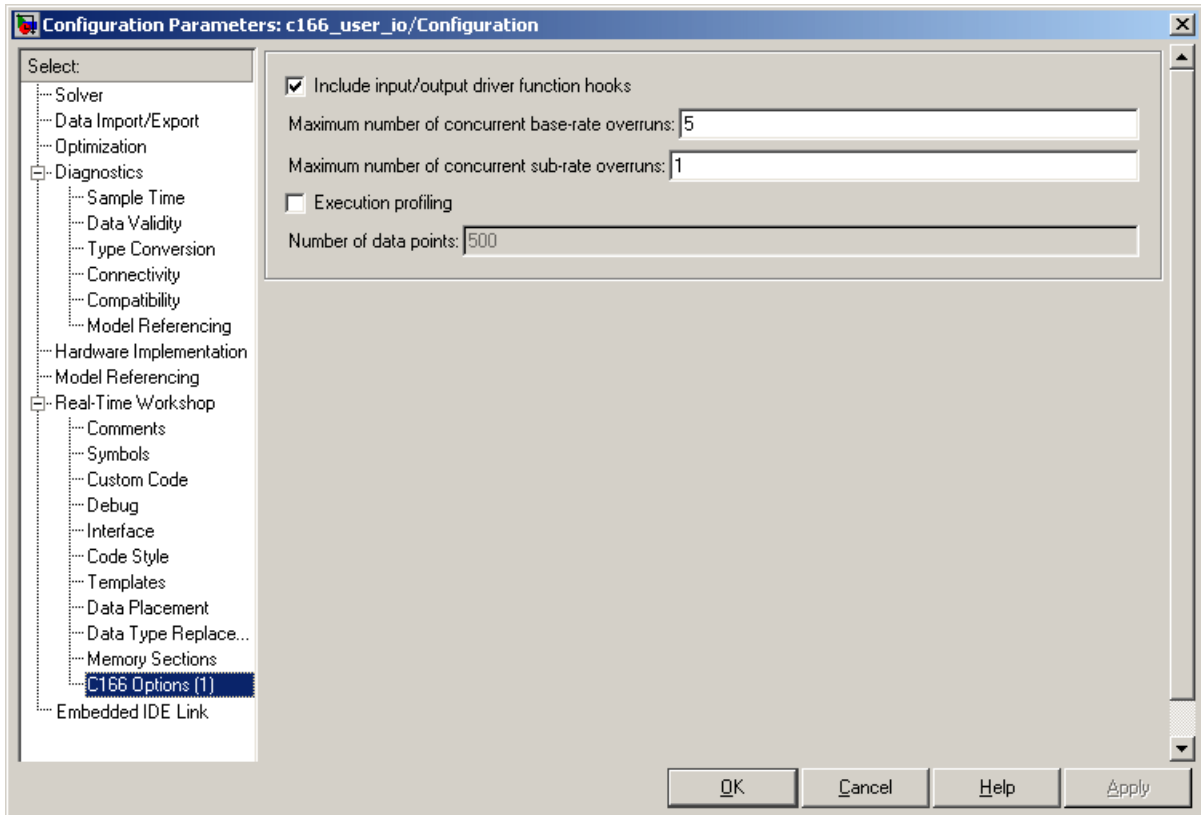 Configuration Parameters: c166_user_io/Configuration
Select:
Solver
Data Import/Export
Optimization
Diagnostics
Sample Time
Data Validity
Type Conversion
Connectivity
Compatibility
Model Referencing
Hardware Implementation
Model Referencing
Real-Time Workshop
Comments
Symbols
Custom Code
Debug
Interface
Code Style
Templates
Data Placement
Data Type Replace...
Memory Sections
C166 Options (1)
Embedded IDE Link
Include input/output driver function hooks
Maximum number of concurrent base-rate overruns: 5
Maximum number of concurrent sub-rate overruns: 1
Execution profiling
Number of data points: 500
OK
Cancel
Help
Apply